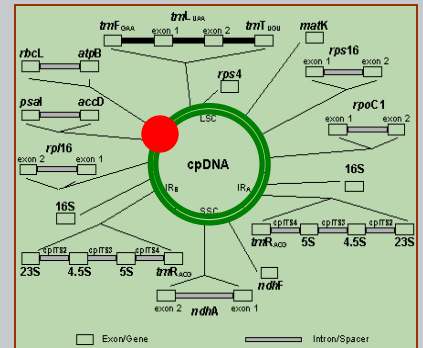 trnL UAA
trnF GAA exon 1 exon 2 trnT UGU
matK
rbcL atpB
rps16
exon 1 exon 2
rps4
psaI accD
LSC
rpoC1
exon 1 exon 2
rpl16
exon 2 exon 1
cpDNA
16S
IRB IRA
16S
SSC
cpITS4 cpITS3 cpITS2
trnR ACG 5S 4.5S 23S
cpITS2 cpITS3 cpITS4
23S 4.5S 5S trnR ACG
ndhF
exon 2 exon 1
ndhA
Exon/Gene Intron/Spacer